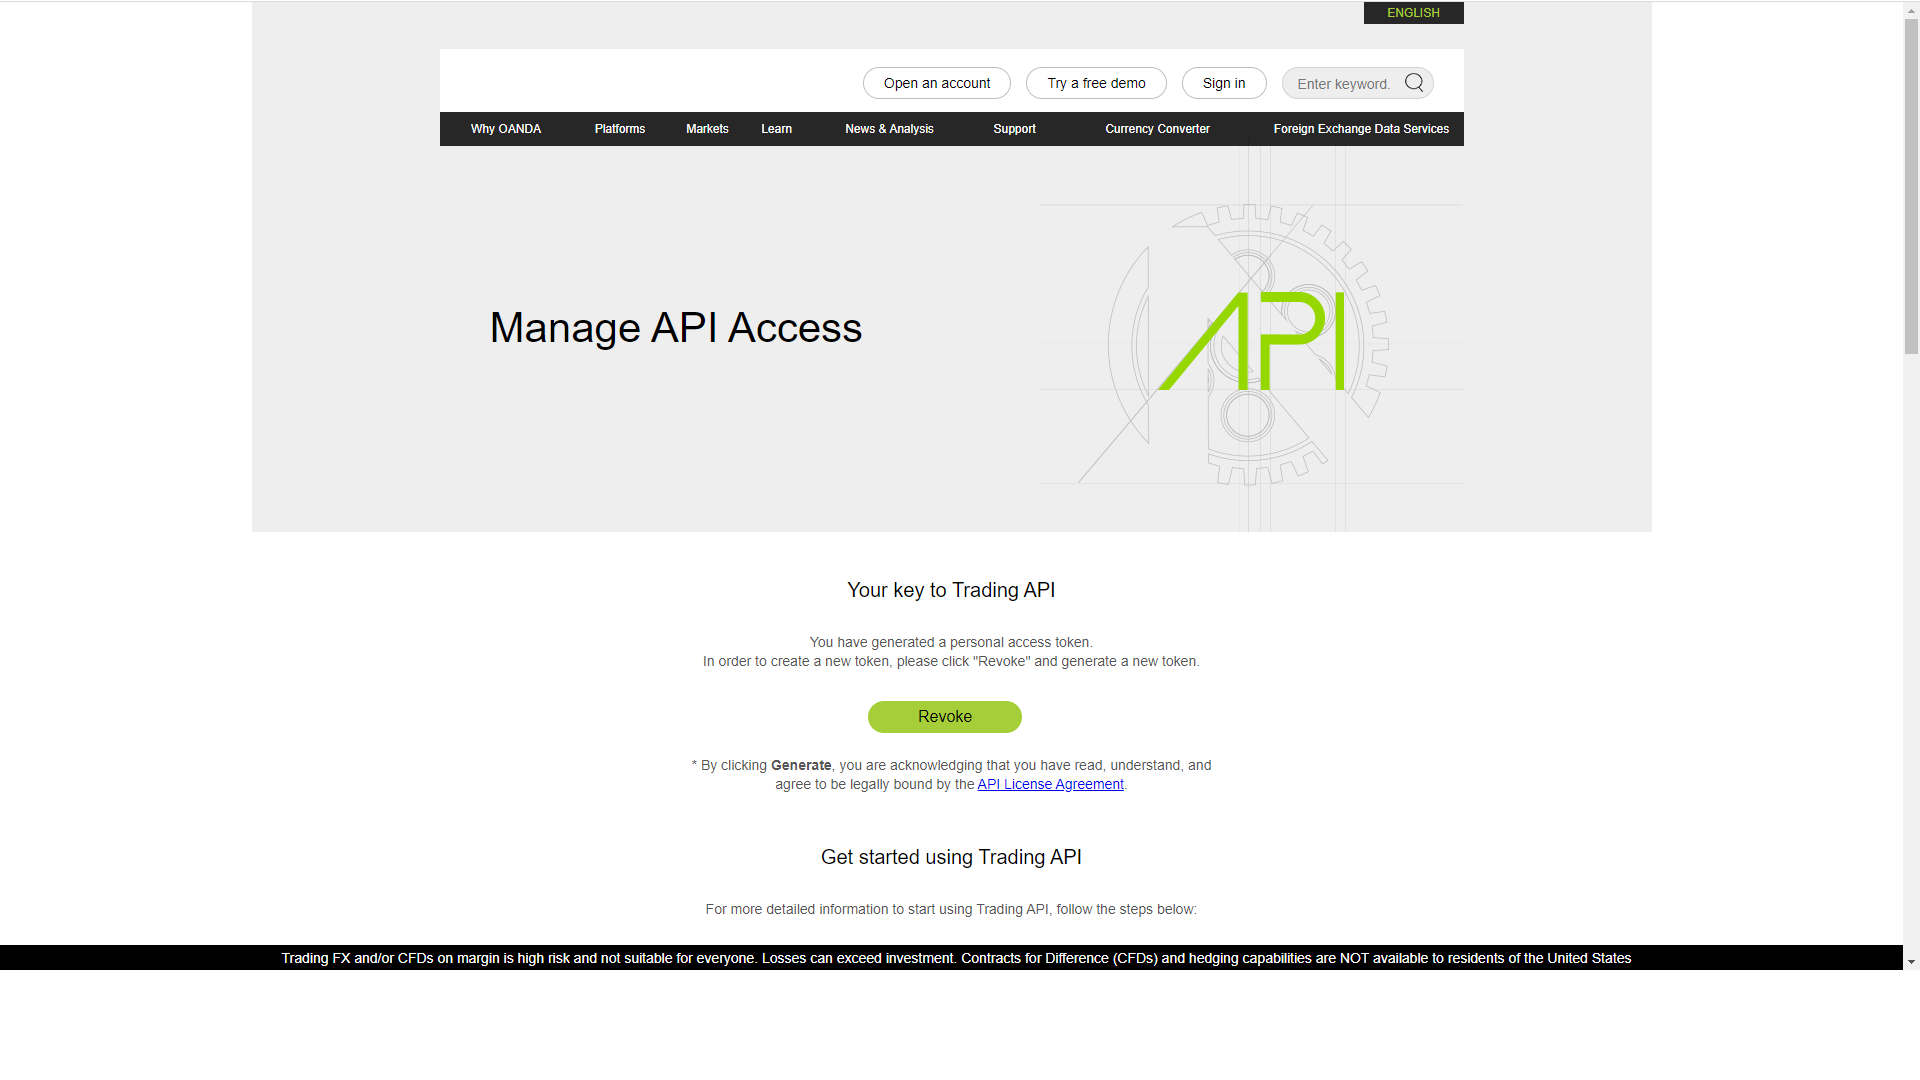 ENGLISH
Open an account
Try a free demo
Sign in
Enter keyword.
Why OANDA
Platforms
Markets
Learn
News & Analysis
Support
Currency Converter
Foreign Exchange Data Services
Manage API Access
API
Your key to Trading API
You have generated a personal access token.
In order to create a new token, please click "Revoke" and generate a new token.
Revoke
* By clicking Generate, you are acknowledging that you have read, understand, and
agree to be legally bound by the API License Agreement.
Get started using Trading API
For more detailed information to start using Trading API, follow the steps below:
Trading FX and/or CFDs on margin is high risk and not suitable for everyone. Losses can exceed investment. Contracts for Difference (CFDs) and hedging capabilities are NOT available to residents of the United States